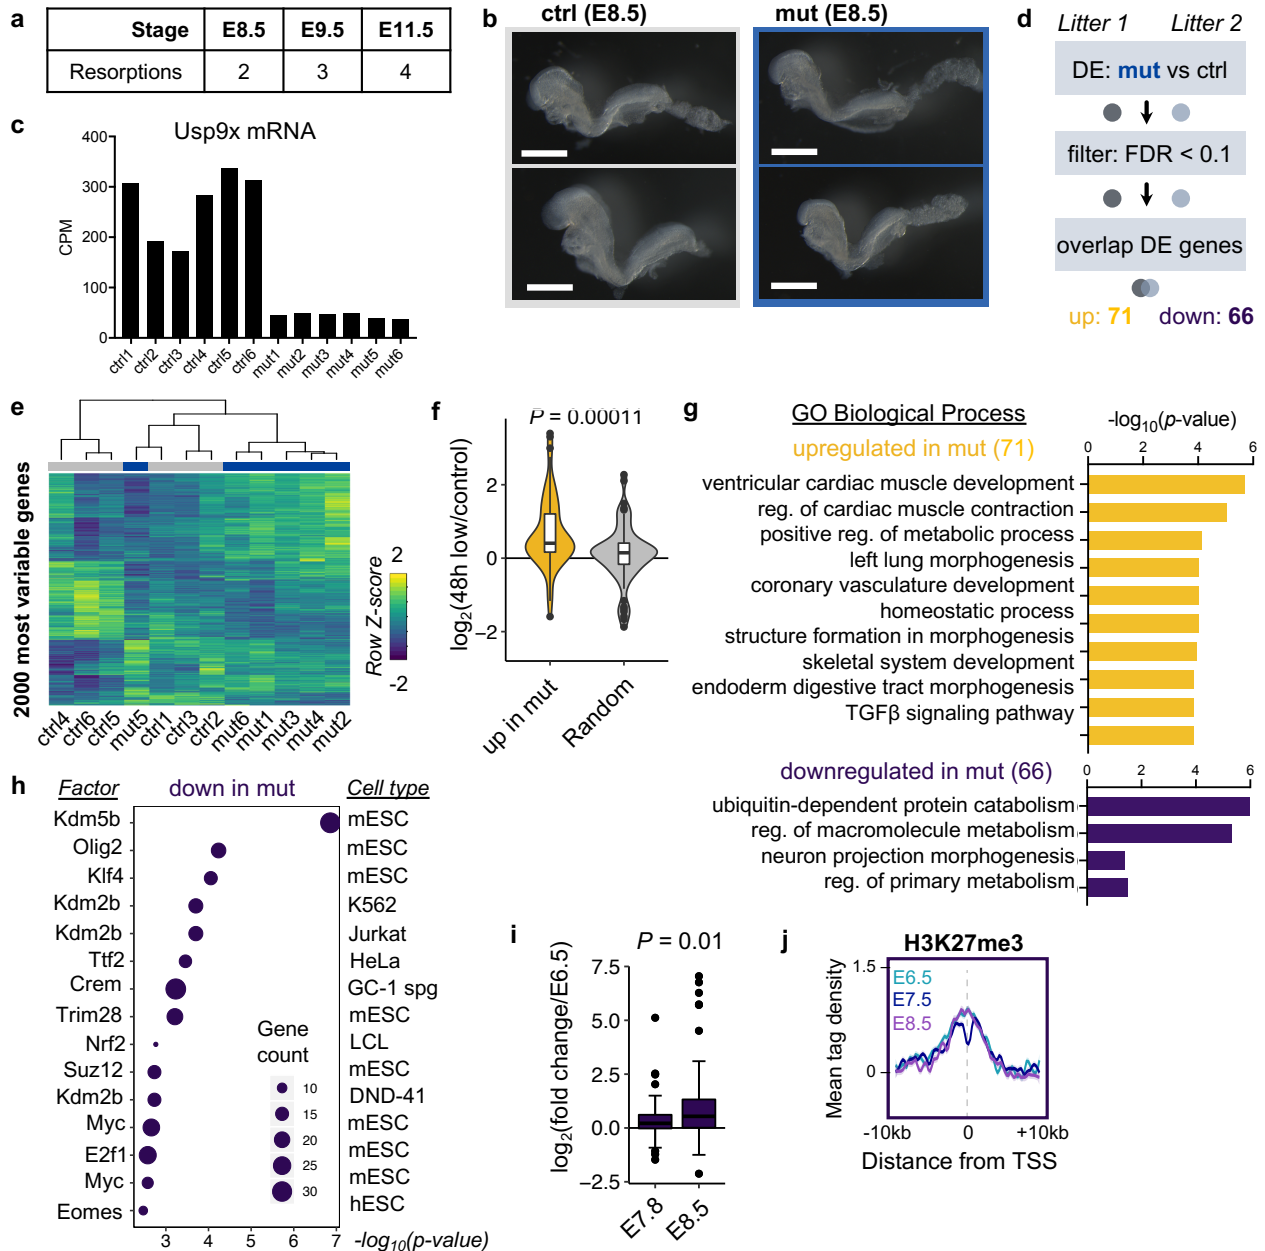 a
Stage E8.5 E9.5 E11.5
Resorptions 2 3 4
b
ctrl (E8.5) mut (E8.5)
c
Usp9x mRNA
CPM
400
300
200
100
0
ctrl1 ctrl2 ctrl3 ctrl4 ctrl5 ctrl6 mut1 mut2 mut3 mut4 mut5 mut6
d
Litter 1 Litter 2
DE: mut vs ctrl
filter: FDR < 0.1
overlap DE genes
up: 71 down: 66
e
2000 most variable genes
2
Row Z-score
-2
ctrl4 ctrl6 ctrl5 mut5 ctrl1 ctrl3 ctrl2 mut6 mut1 mut3 mut4 mut2
f
P = 0.00011
log2(48h low/control)
2
0
−2
up in mut Random
g
GO Biological Process
-log10(p-value)
upregulated in mut (71)
0 2 4 6
ventricular cardiac muscle development
reg. of cardiac muscle contraction
positive reg. of metabolic process
left lung morphogenesis
coronary vasculature development
homeostatic process
structure formation in morphogenesis
skeletal system development
endoderm digestive tract morphogenesis
TGFβ signaling pathway
downregulated in mut (66)
0 2 4 6
ubiquitin-dependent protein catabolism
reg. of macromolecule metabolism
neuron projection morphogenesis
reg. of primary metabolism
h
Factor down in mut Cell type
Kdm5b mESC
Olig2 mESC
Klf4 mESC
Kdm2b K562
Kdm2b Jurkat
Ttf2 HeLa
Crem GC-1 spg
Trim28 mESC
Nrf2 LCL
Suz12 mESC
Kdm2b DND-41
Myc mESC
E2f1 mESC
Myc mESC
Eomes hESC
Gene
count
10
15
20
25
30
3 4 5 6 7 -log10(p-value)
i
P = 0.01
log2(fold change/E6.5)
7.5
5.0
2.5
0.0
−2.5
E7.8 E8.5
j
H3K27me3
Mean tag density
1.5
0
E6.5
E7.5
E8.5
-10kb 0 +10kb
Distance from TSS